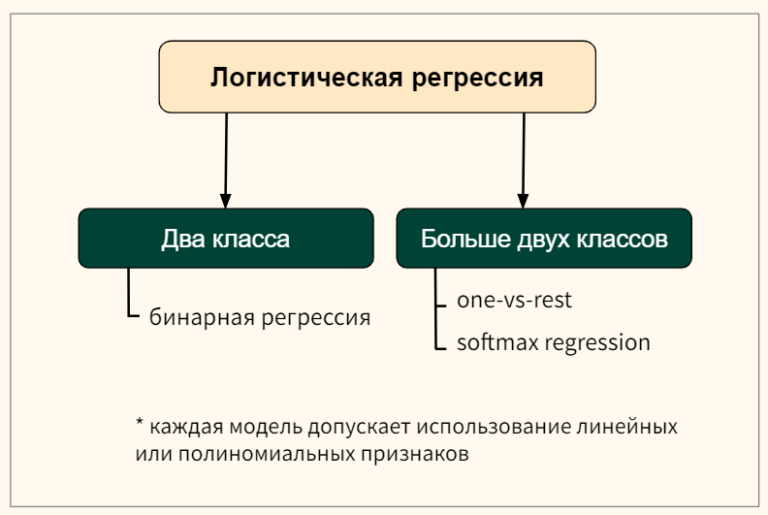 Логистическая регрессия
Два класса
Больше двух классов
бинарная регрессия
one-vs-rest
softmax regression
* каждая модель допускает использование линейных
или полиномиальных признаков